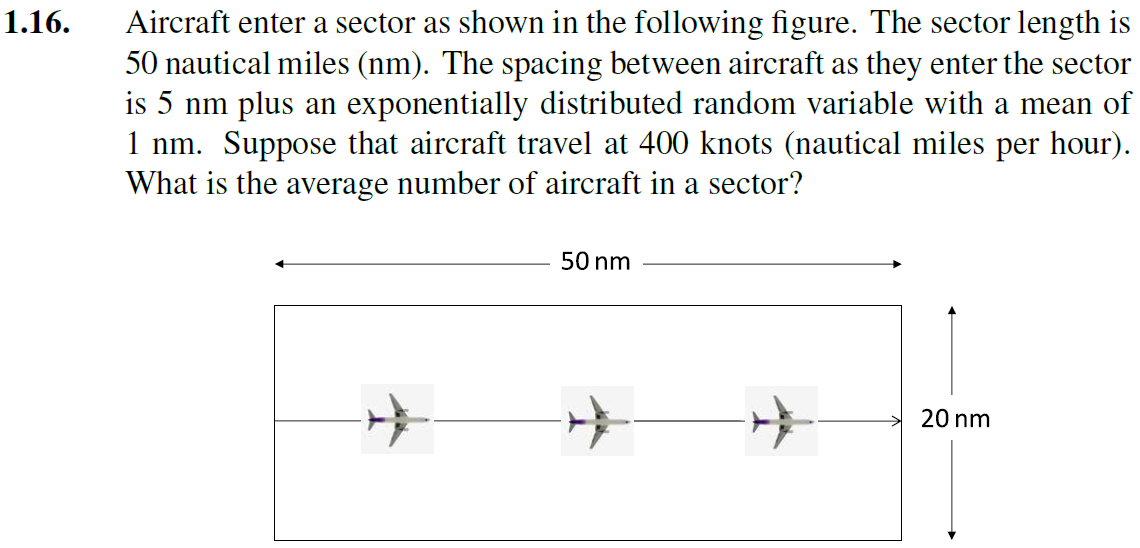 1.16. Aircraft enter a sector as shown in the following figure. The sector length is
50 nautical miles (nm). The spacing between aircraft as they enter the sector
is 5 nm plus an exponentially distributed random variable with a mean of
1 nm. Suppose that aircraft travel at 400 knots (nautical miles per hour).
What is the average number of aircraft in a sector?
50 nm
20 nm